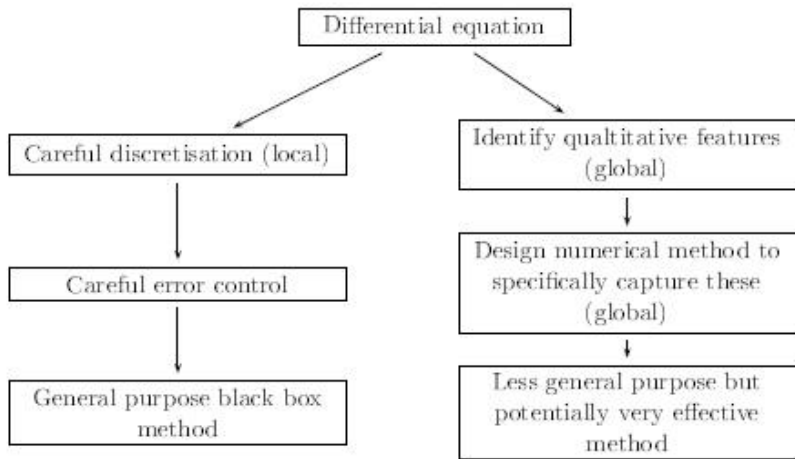 Differential equation
Careful discretisation (local)
Careful error control
General purpose black box
method
Identify qualtitative features
(global)
Design numerical method to
specifically capture these
(global)
Less general purpose but
potentially very effective
method